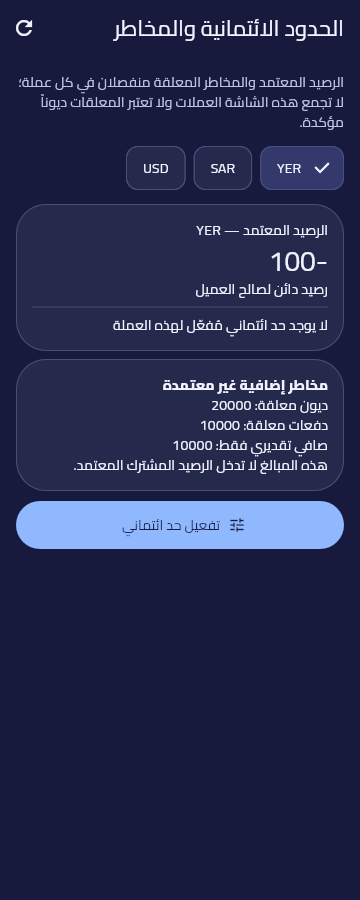 الحدود الائتمانية والمخاطر
الرصيد المعتمد والمخاطر المعلقة منفصلان في كل عملة؛
لا تجمع هذه الشاشة العملات ولا تعتبر المعلقات ديوناً
مؤكدة.
YER
SAR
USD
الرصيد المعتمد — YER
-100
رصيد دائن لصالح العميل
لا يوجد حد ائتماني مُفعّل لهذه العملة
مخاطر إضافية غير معتمدة
ديون معلقة: 20000
دفعات معلقة: 10000
صافي تقديري فقط: 10000
هذه المبالغ لا تدخل الرصيد المشترك المعتمد.
تفعيل حد ائتماني